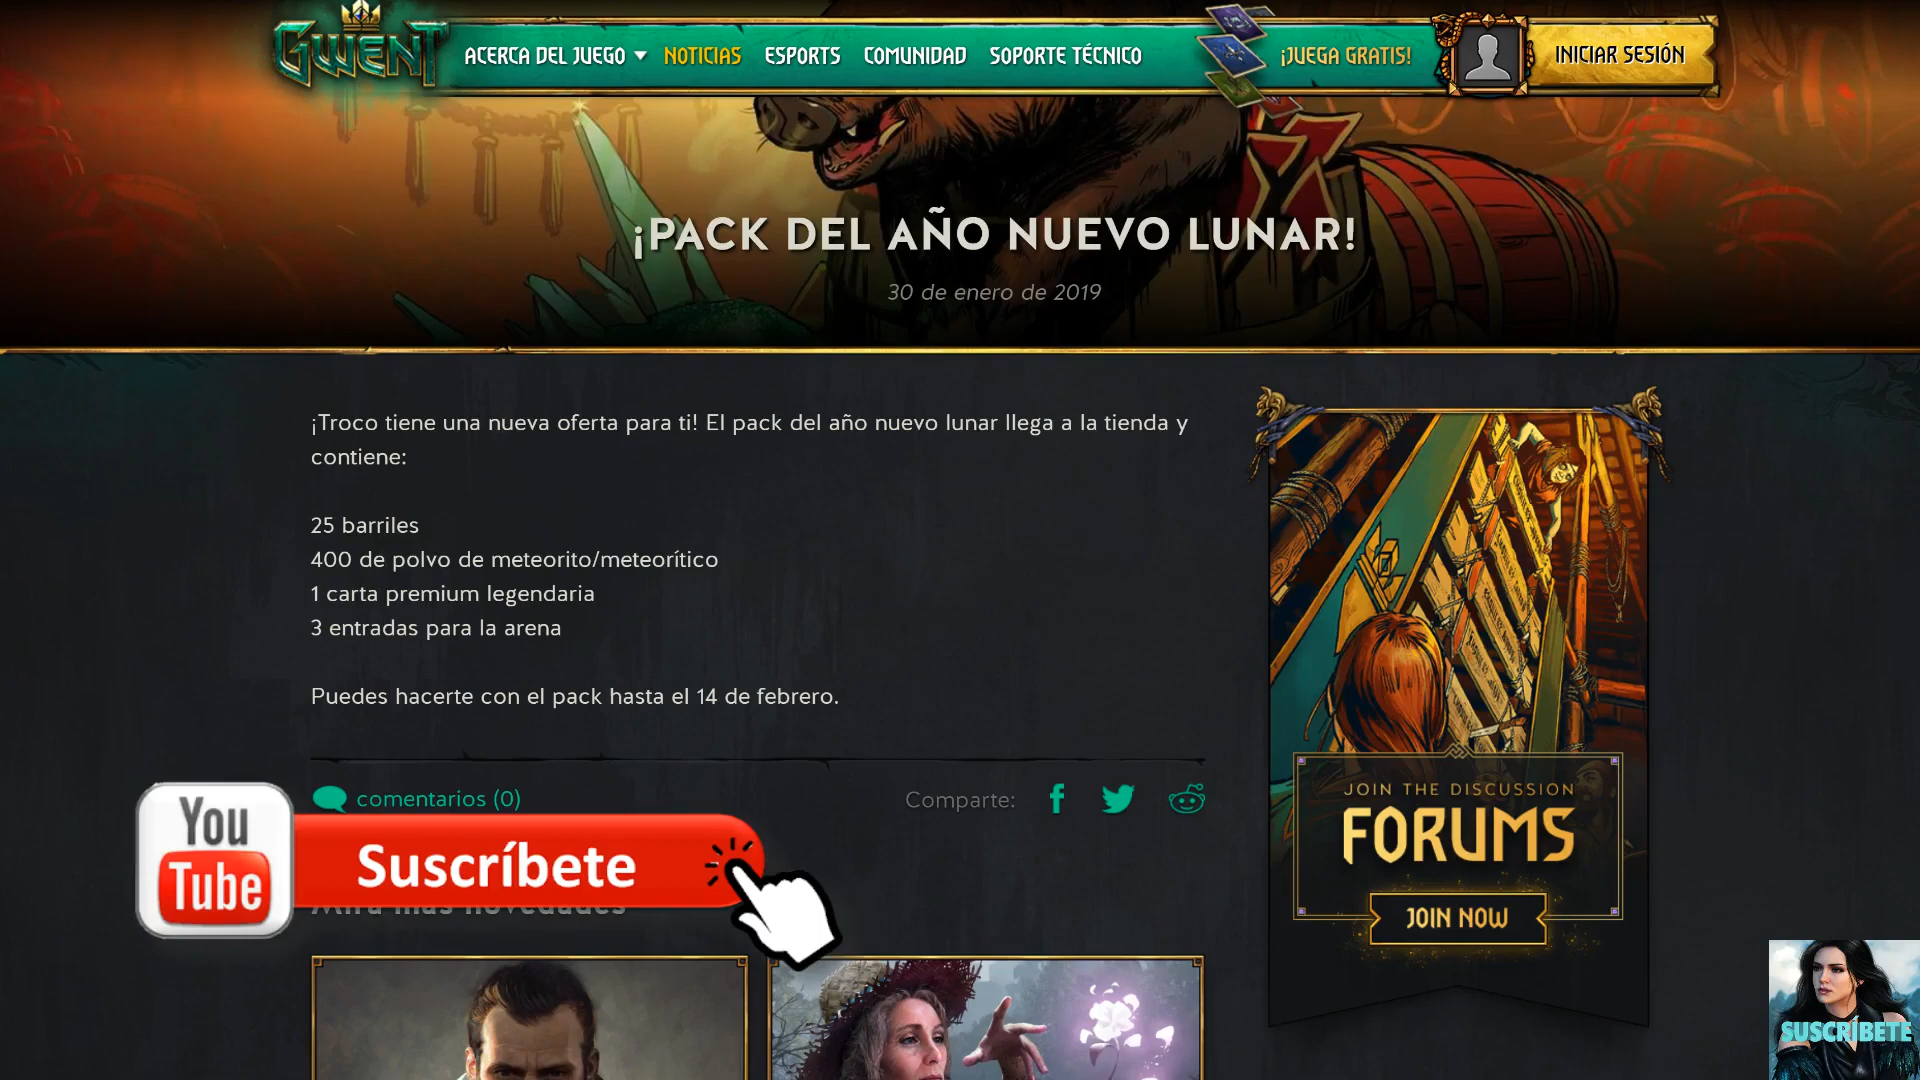 GWENT
ACERCA DEL JUEGO NOTICIAS ESPORTS COMUNIDAD SOPORTE TÉCNICO ¡JUEGA GRATIS! INICIAR SESIÓN
¡PACK DEL AÑO NUEVO LUNAR!
30 de enero de 2019
¡Troco tiene una nueva oferta para ti! El pack del año nuevo lunar llega a la tienda y
contiene:
25 barriles
400 de polvo de meteorito/meteorítico
1 carta premium legendaria
3 entradas para la arena
Puedes hacerte con el pack hasta el 14 de febrero.
comentarios (0)
Comparte:
You
Tube
Suscríbete
Mira más novedades
JOIN THE DISCUSSION
FORUMS
JOIN NOW
SUSCRÍBETE